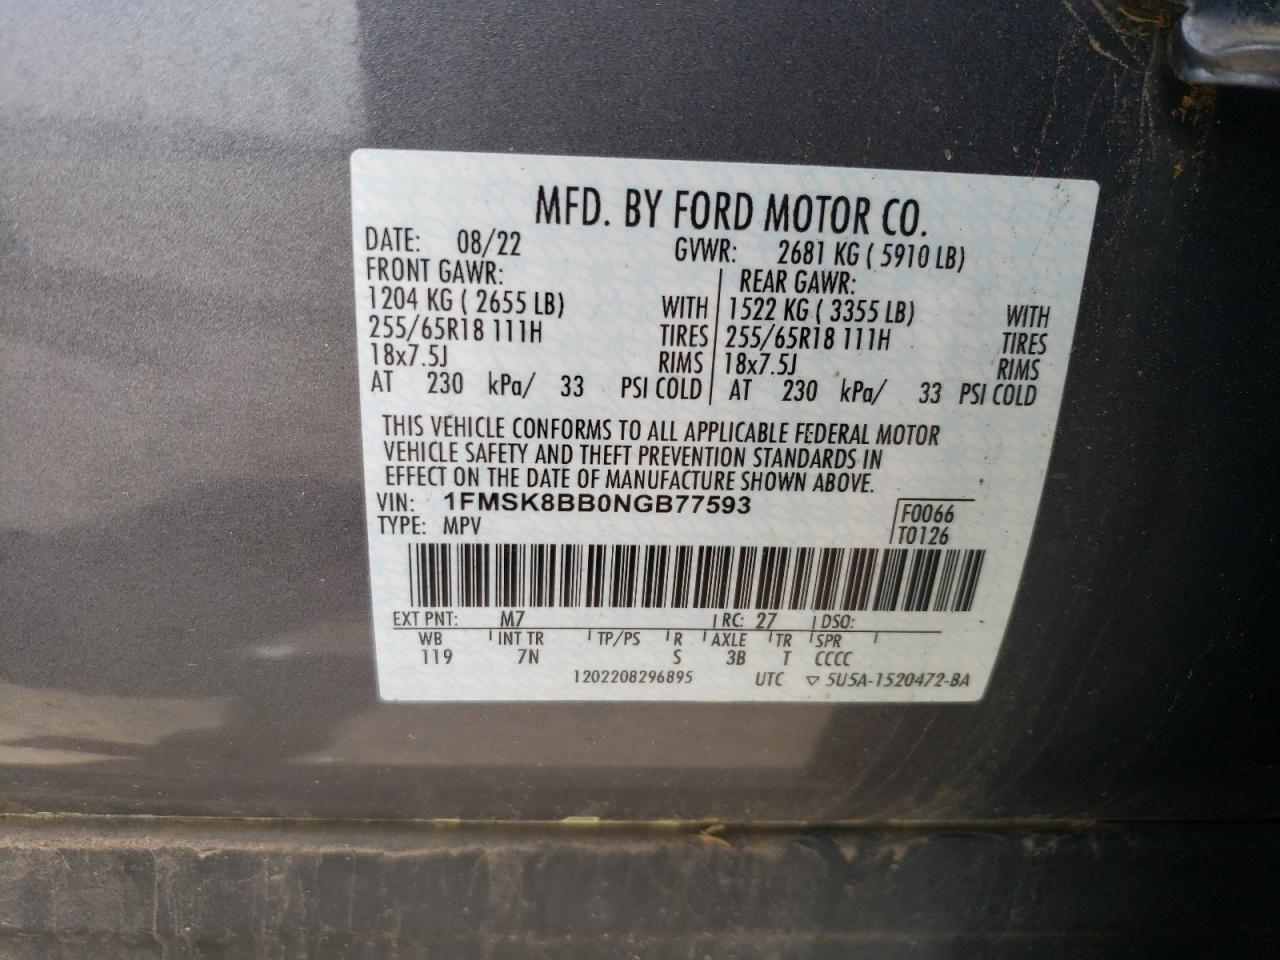 MFD. BY FORD MOTOR CO.
DATE: 08/22 GVWR: 2681 KG ( 5910 LB)
FRONT GAWR: REAR GAWR:
1204 KG ( 2655 LB) WITH 1522 KG ( 3355 LB) WITH
255/65R18 111H TIRES 255/65R18 111H TIRES
18x7.5J RIMS 18x7.5J RIMS
AT 230 kPa/ 33 PSI COLD AT 230 kPa/ 33 PSI COLD
THIS VEHICLE CONFORMS TO ALL APPLICABLE FEDERAL MOTOR
VEHICLE SAFETY AND THEFT PREVENTION STANDARDS IN
EFFECT ON THE DATE OF MANUFACTURE SHOWN ABOVE.
VIN: 1FMSK8BB0NGB77593 F0066
TYPE: MPV T0126
EXT PNT: M7 RC: 27 DSO:
WB INT TR TP/PS R AXLE TR SPR
119 7N S 3B T CCCC
1202208296895 UTC ▽ 5U5A-1520472-BA